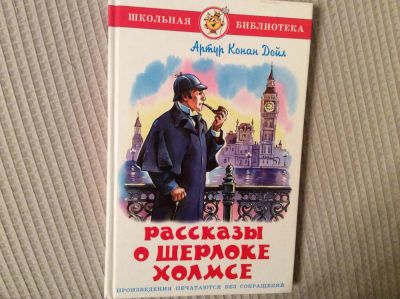 ШКОЛЬНАЯ БИБЛИОТЕКА
Артур Конан Дойл
РАССКАЗЫ
О ШЕРЛОКЕ
ХОЛМСЕ
ПРОИЗВЕДЕНИЯ ПЕЧАТАЮТСЯ БЕЗ СОКРАЩЕНИЙ